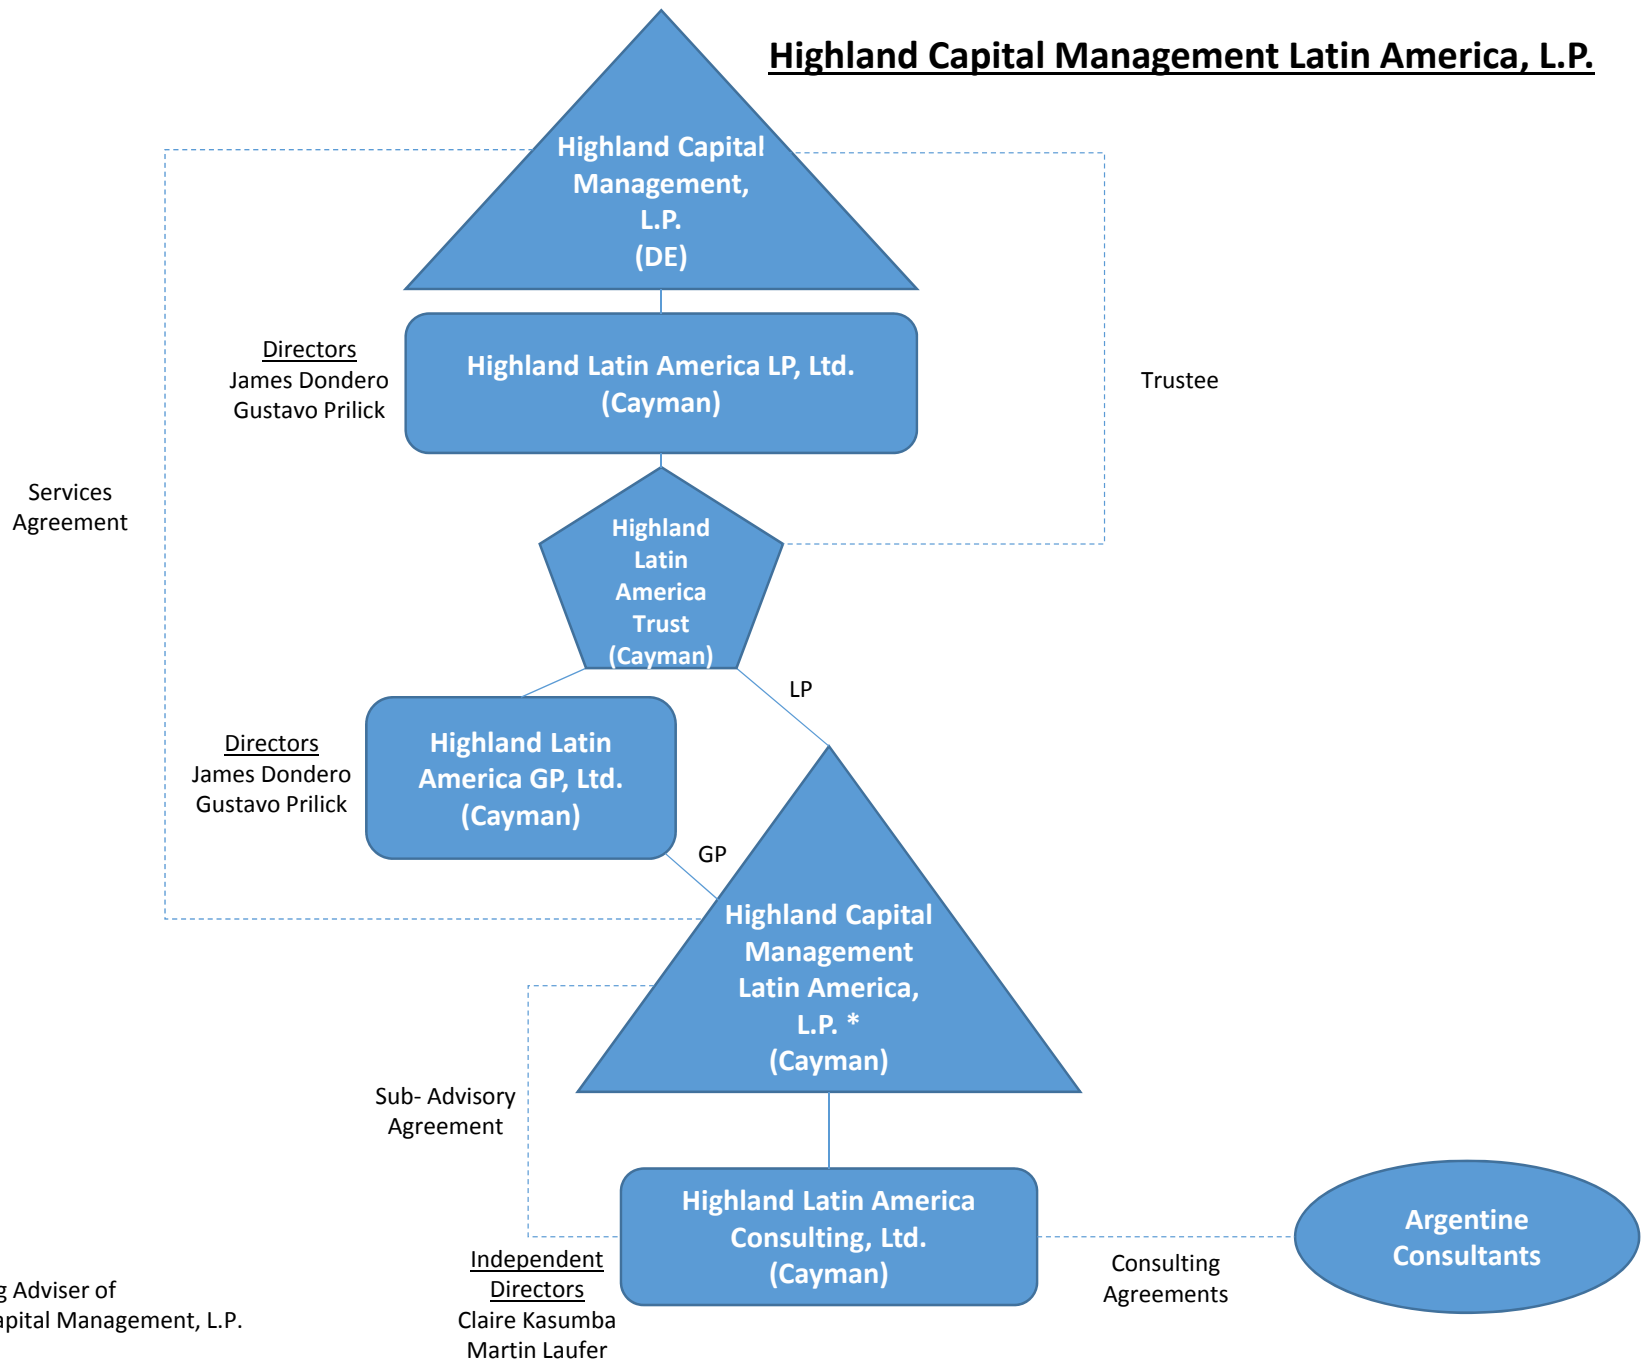 Highland Capital Management Latin America, L.P.
Highland Capital
Management,
L.P.
(DE)
Directors
James Dondero
Gustavo Prilick
Highland Latin America LP, Ltd.
(Cayman)
Trustee
Services
Agreement
Highland
Latin
America
Trust
(Cayman)
LP
Directors
James Dondero
Gustavo Prilick
Highland Latin
America GP, Ltd.
(Cayman)
GP
Highland Capital
Management
Latin America,
L.P. *
(Cayman)
Sub- Advisory
Agreement
Highland Latin America
Consulting, Ltd.
(Cayman)
Independent
Directors
Claire Kasumba
Martin Laufer
Consulting
Agreements
Argentine
Consultants
Adviser of
Management, L.P.